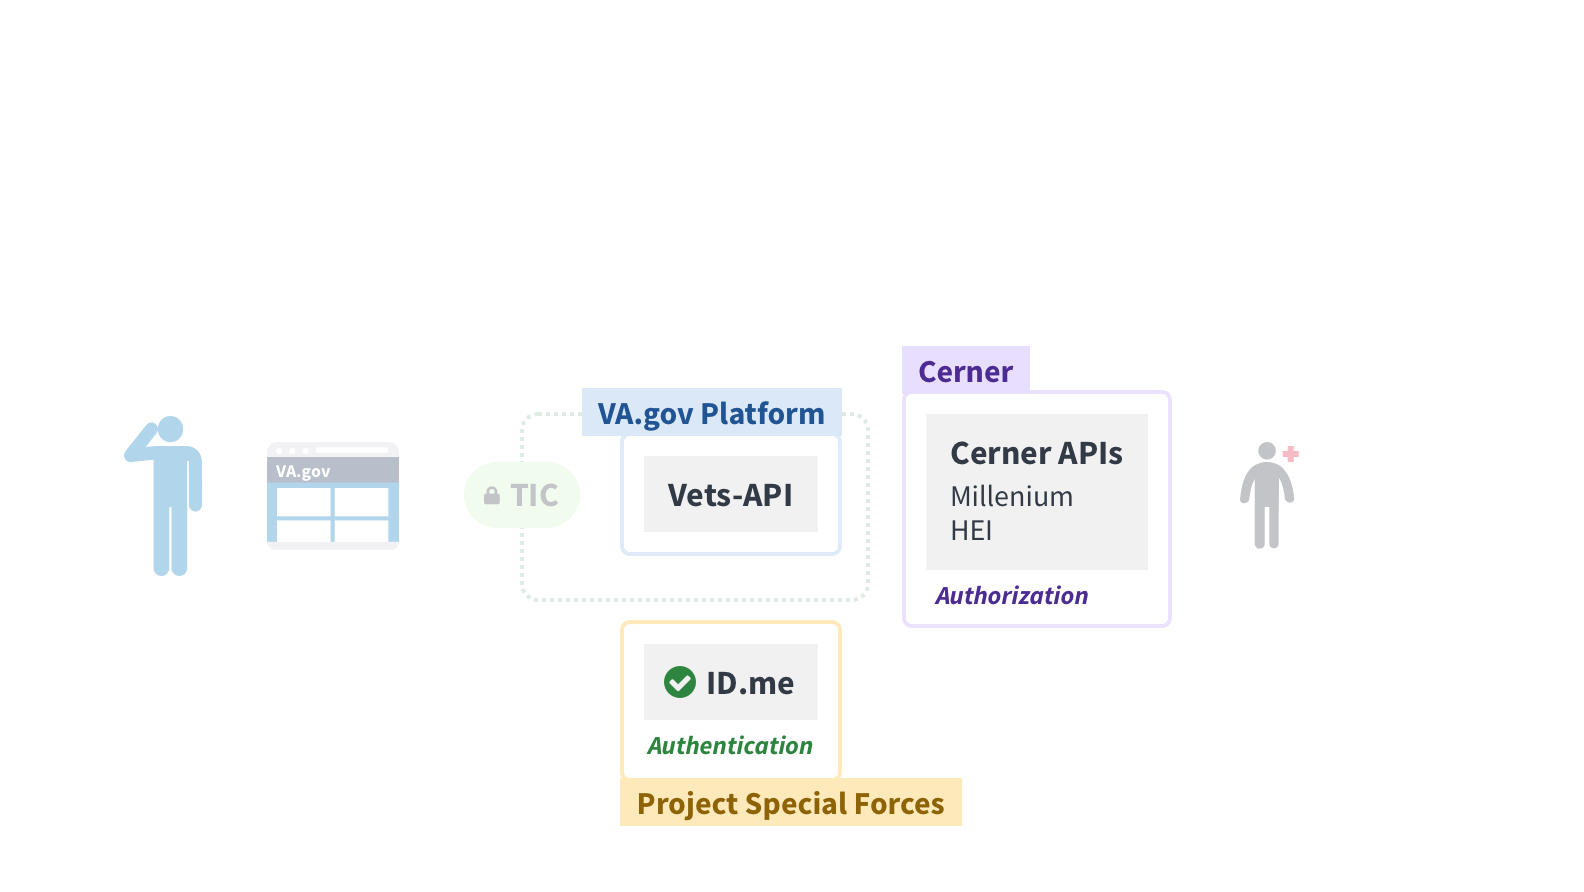 VA.gov
TIC
VA.gov Platform
Vets-API
Cerner
Cerner APIs
Millenium
HEI
Authorization
ID.me
Authentication
Project Special Forces